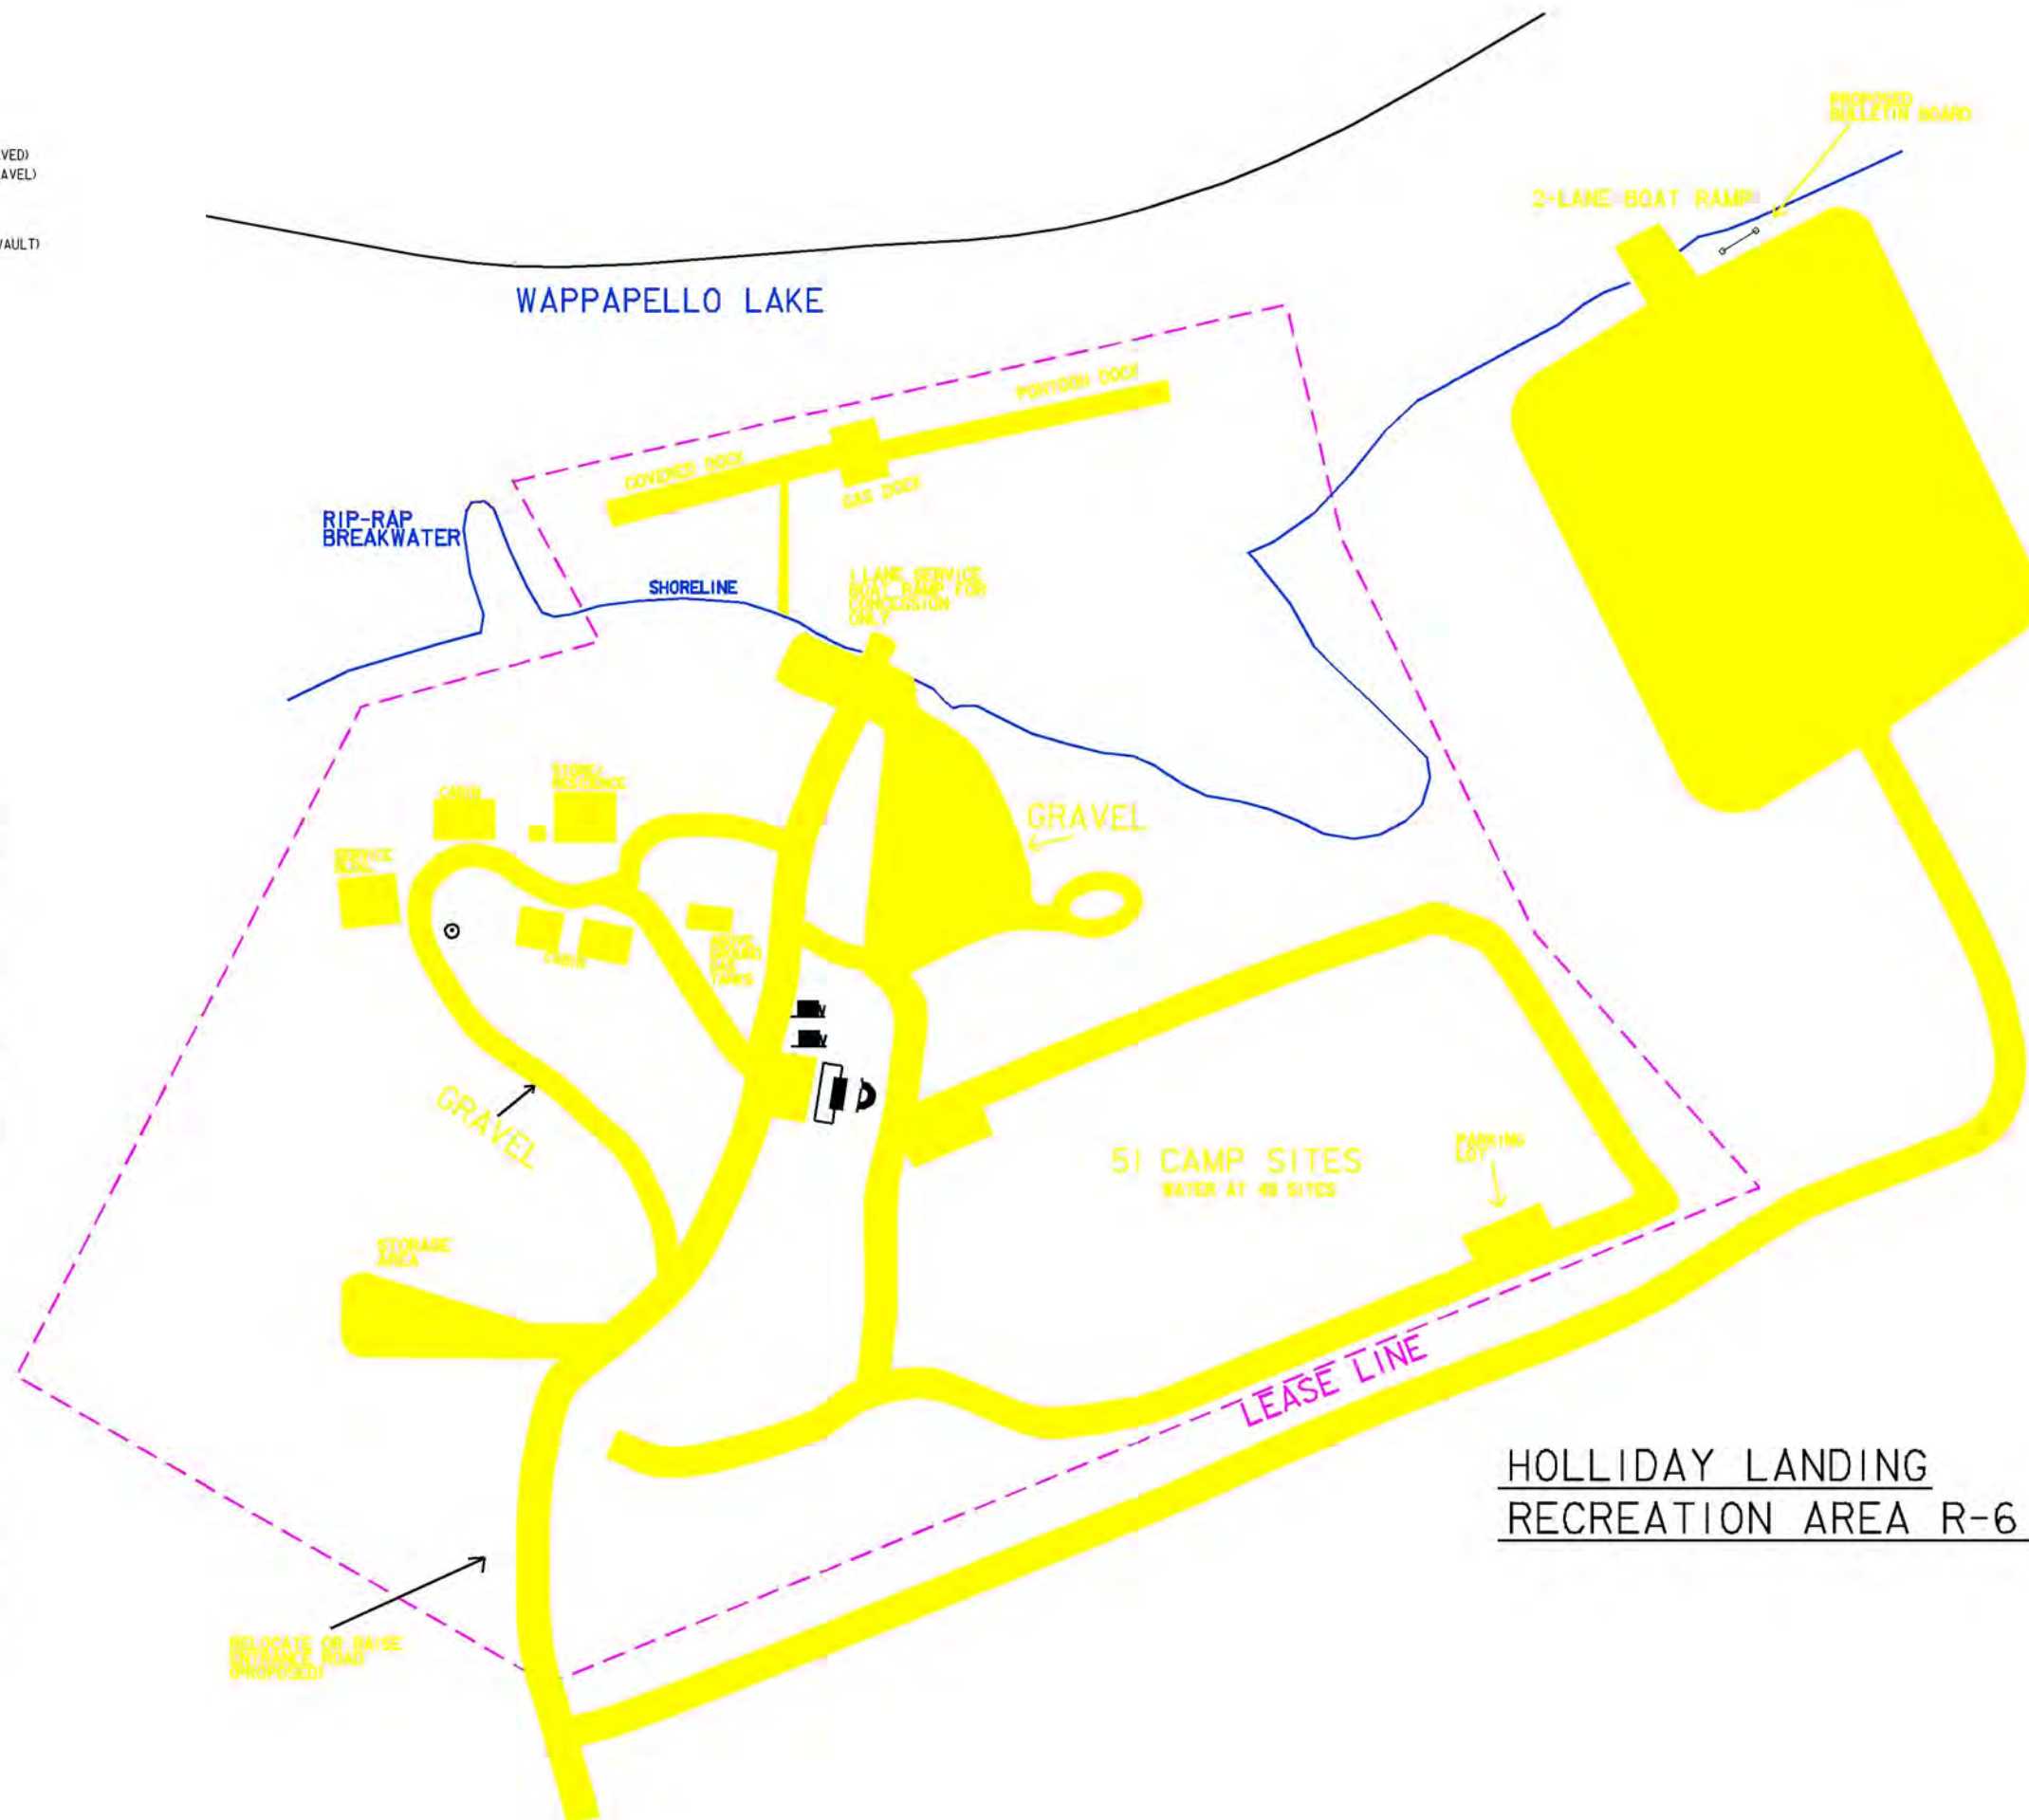 VED)
AVEL)
VAULT)
PROPOSED
BULLETIN BOARD
2-LANE BOAT RAMP
WAPPAPELLO LAKE
PONTOON DOCK
COVERED DOCK
GAS DOCK
RIP-RAP
BREAKWATER
SHORELINE
1 LANE SERVICE
BOAT RAMP FOR
CONCESSION
ONLY
STORE/
RESIDENCE
CABIN
GRAVEL
SERVICE
BLDG.
CABIN
ABOVE
GROUND
GAS
TANKS
GRAVEL
51 CAMP SITES
WATER AT 49 SITES
PARKING
LOT
STORAGE
AREA
LEASE LINE
HOLLIDAY LANDING
RECREATION AREA R-6
RELOCATE OR RAISE
ENTRANCE ROAD
(PROPOSED)